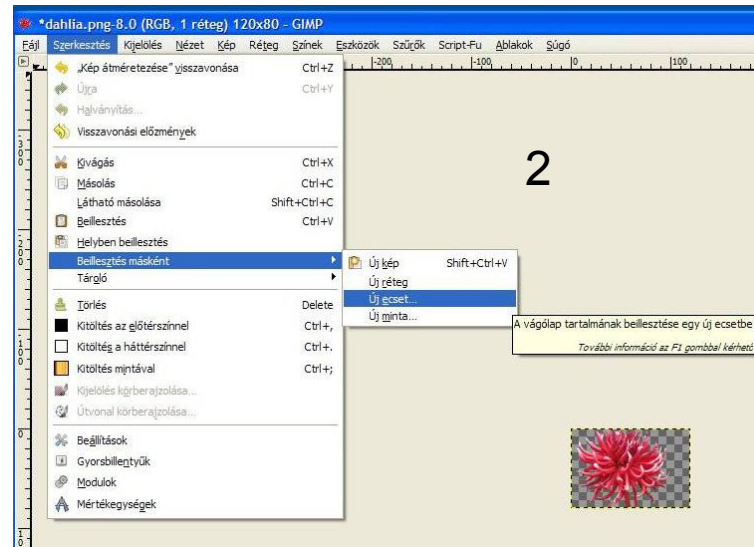 *dahlia.png-8.0 (RGB, 1 réteg) 120x80 - GIMP
Fájl Szerkesztés Kijelölés Nézet Kép Réteg Színek Eszközök Szűrők Script-Fu Ablakok Súgó
-200 -100 0 100
„Kép átméretezése” visszavonása Ctrl+Z
Újra Ctrl+Y
Halványítás...
Visszavonási előzmények
Kivágás Ctrl+X
Másolás Ctrl+C
Látható másolása Shift+Ctrl+C
Beillesztés Ctrl+V
Helyben beillesztés
Beillesztés másként
Tároló
Törlés Delete
Kitöltés az előtérszínnel Ctrl+,
Kitöltés a háttérszínnel Ctrl+.
Kitöltés mintával Ctrl+;
Kijelölés körberajzolása...
Útvonal körberajzolása...
Beállítások
Gyorsbillentyűk
Modulok
Mértékegységek
Új kép Shift+Ctrl+V
Új réteg
Új ecset...
Új minta...
A vágólap tartalmának beillesztése egy új ecsetbe
További információ az F1 gombbal kérhető
2
300
200
100
0